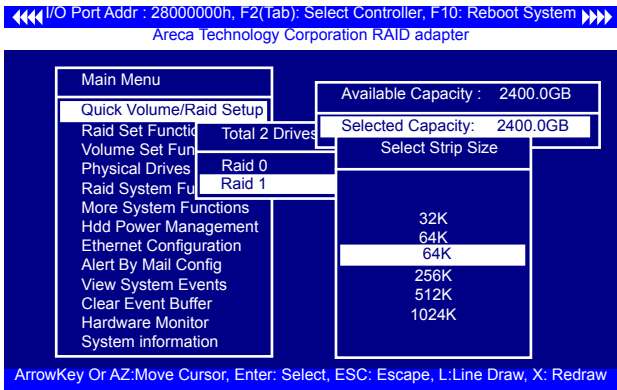 I/O Port Addr : 28000000h, F2(Tab): Select Controller, F10: Reboot System
Areca Technology Corporation RAID adapter
Main Menu
Quick Volume/Raid Setup
Raid Set Functio
Volume Set Fun
Physical Drives
Raid System Fu
More System Functions
Hdd Power Management
Ethernet Configuration
Alert By Mail Config
View System Events
Clear Event Buffer
Hardware Monitor
System information
Total 2 Drives
Raid 0
Raid 1
Available Capacity : 2400.0GB
Selected Capacity: 2400.0GB
Select Strip Size
32K
64K
64K
256K
512K
1024K
ArrowKey Or AZ:Move Cursor, Enter: Select, ESC: Escape, L:Line Draw, X: Redraw